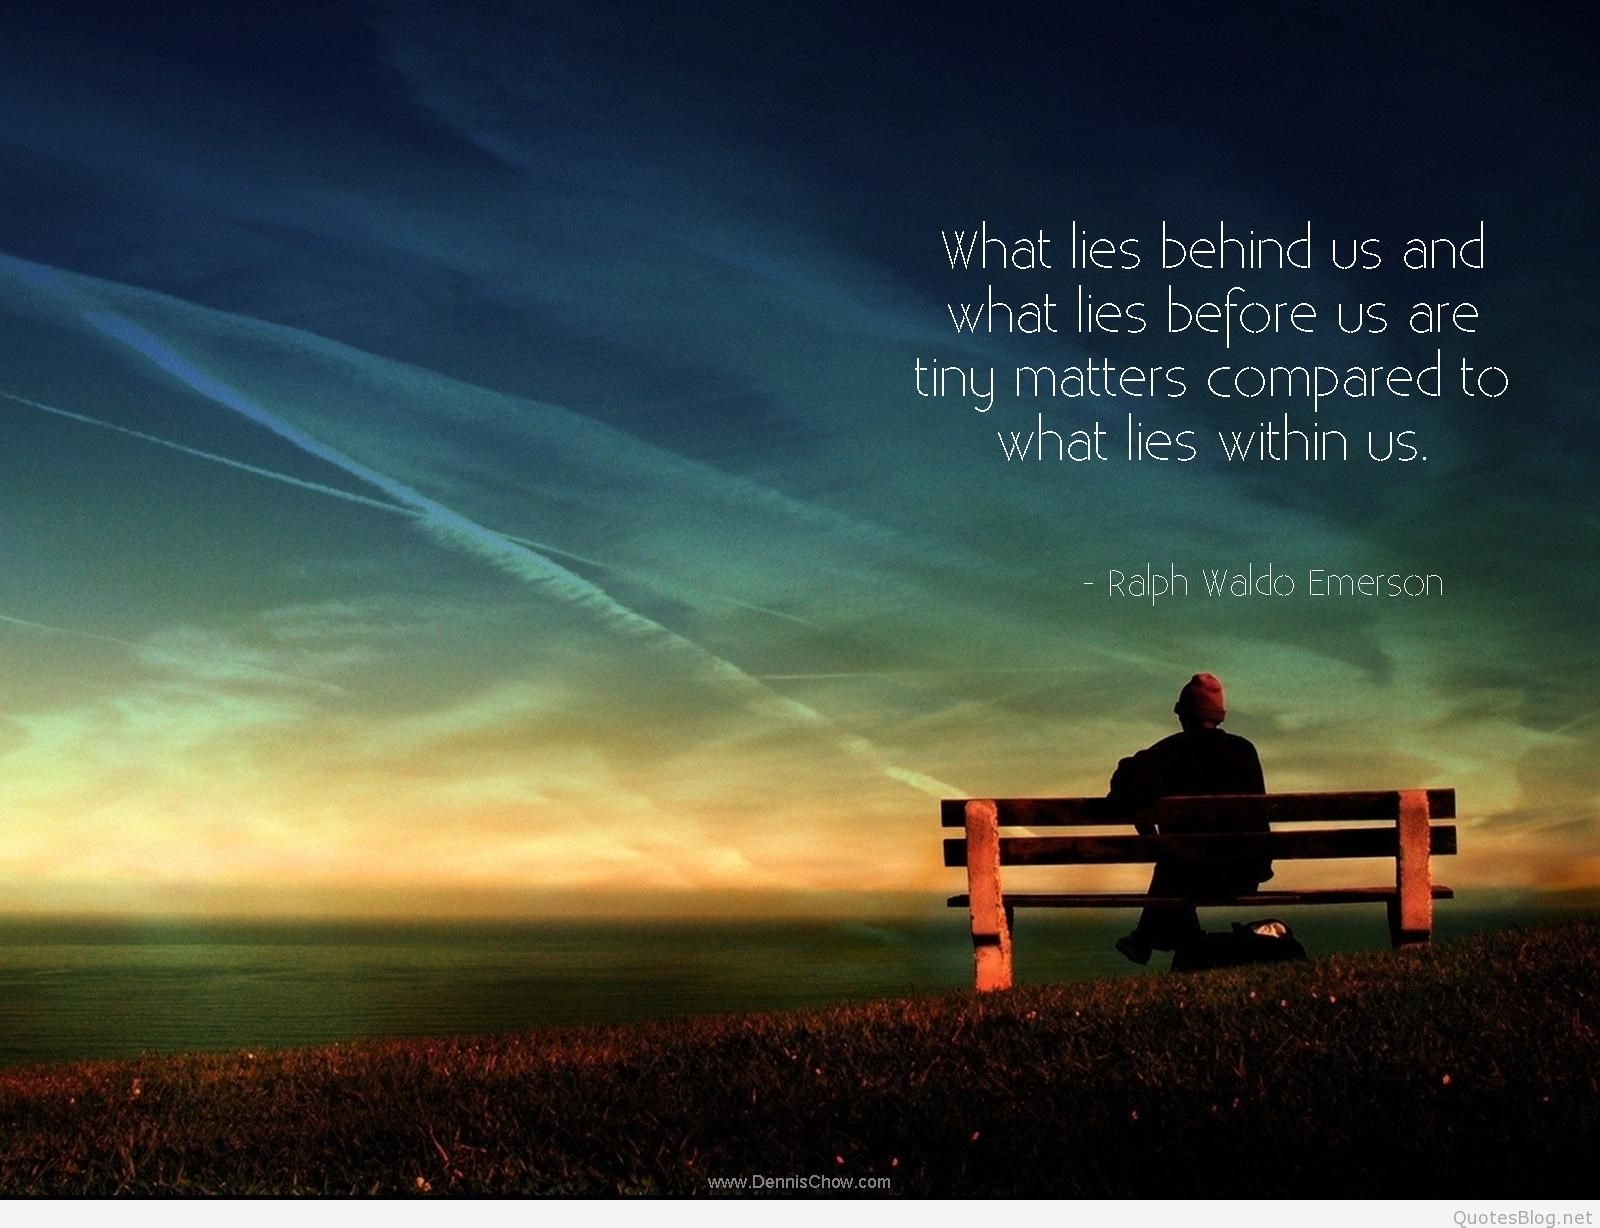 What lies behind us and
what lies before us are
tiny matters compared to
what lies within us.
- Ralph Waldo Emerson
www.DennisChow.com
QuotesBlog.net